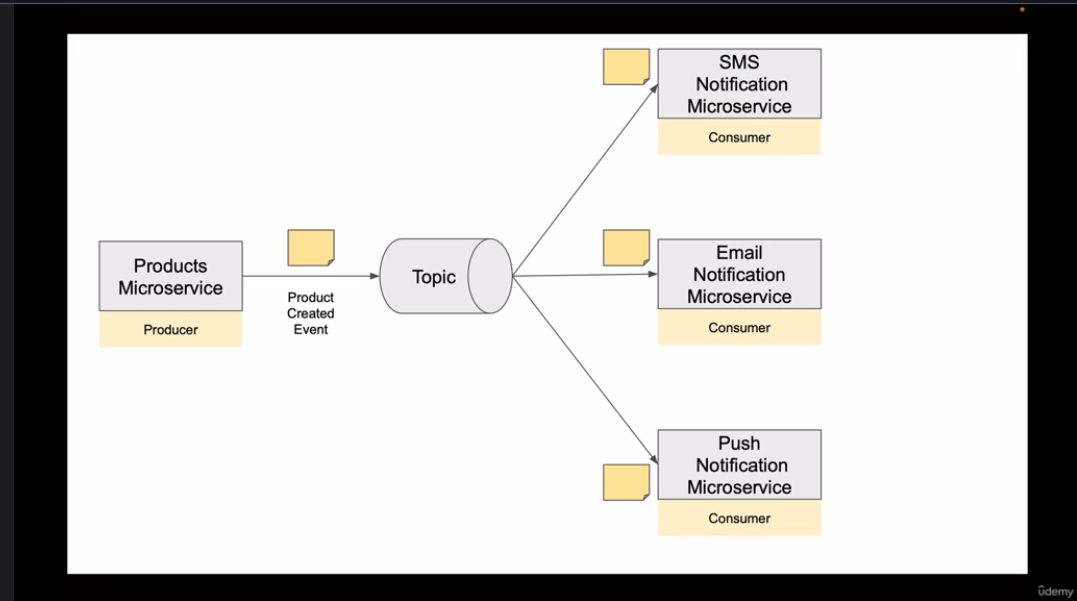 Products
Microservice
Producer
Product
Created
Event
Topic
SMS
Notification
Microservice
Consumer
Email
Notification
Microservice
Consumer
Push
Notification
Microservice
Consumer
ûdemy